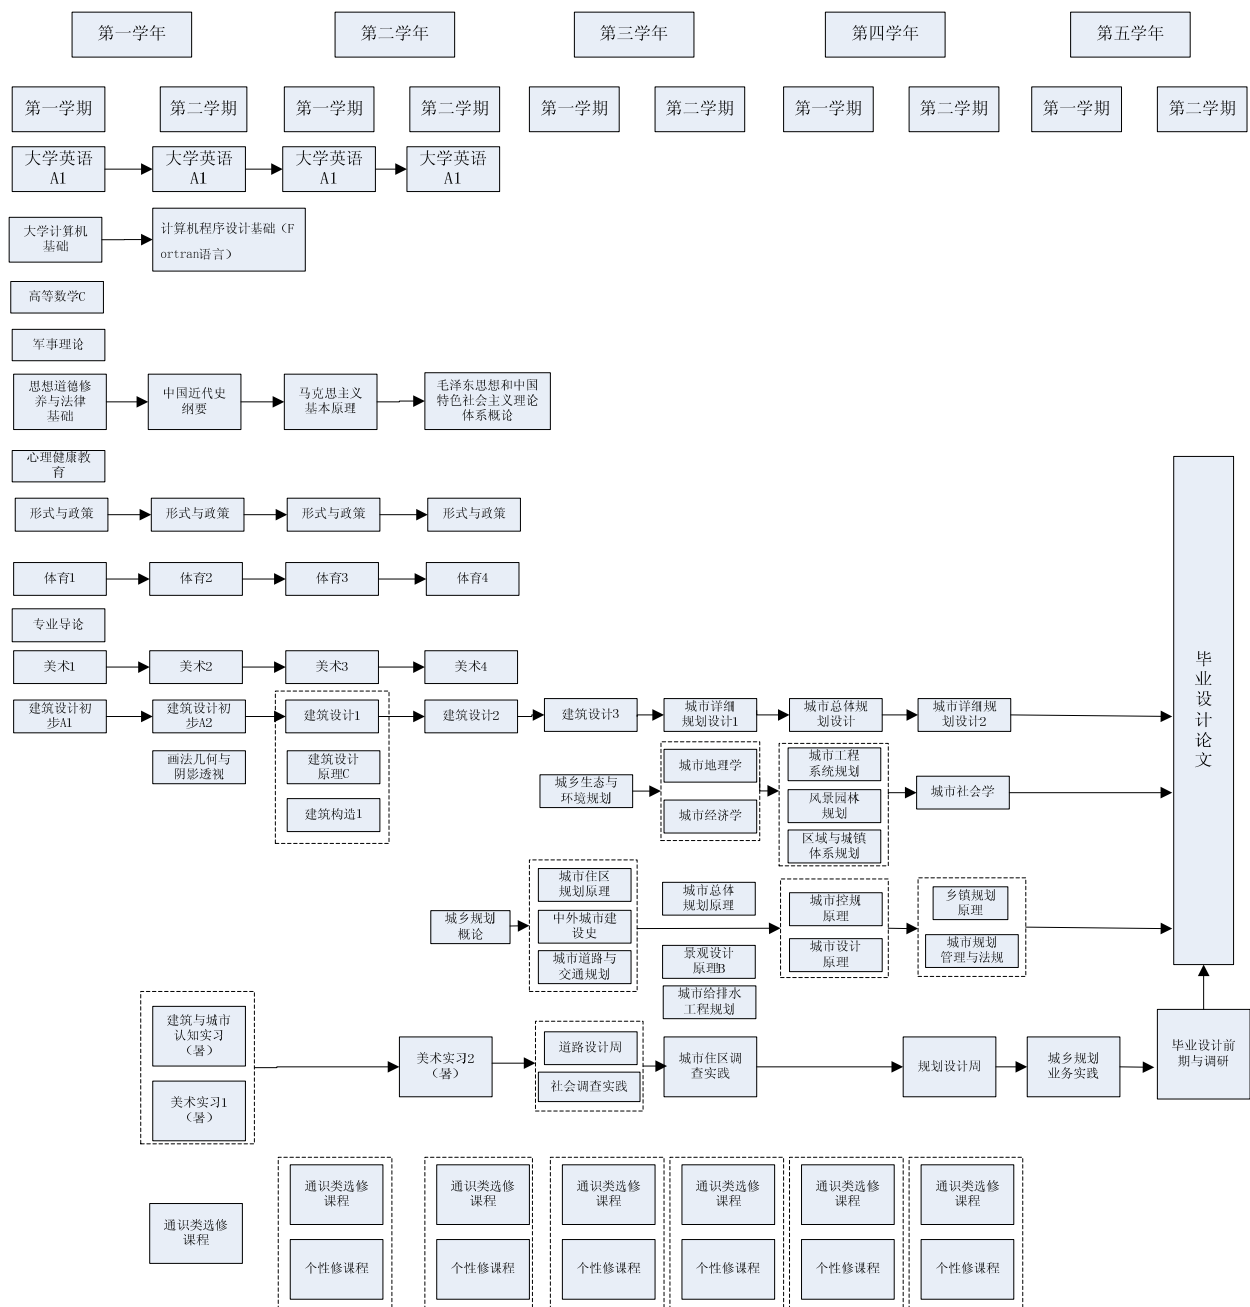 第一学年
第二学年
第三学年
第四学年
第五学年
第一学期
第二学期
第一学期
第二学期
第一学期
第二学期
第一学期
第二学期
第一学期
第二学期
大学英语
A1
大学英语
A1
大学英语
A1
大学英语
A1
大学计算机
基础
计算机程序设计基础（F
ortran语言）
高等数学C
军事理论
思想道德修
养与法律
基础
中国近代史
纲要
马克思主义
基本原理
毛泽东思想和中国
特色社会主义理论
体系概论
心理健康教
育
形式与政策
形式与政策
形式与政策
形式与政策
体育1
体育2
体育3
体育4
专业导论
美术1
美术2
美术3
美术4
建筑设计初
步A1
建筑设计初
步A2
建筑设计1
建筑设计2
建筑设计3
城市详细
规划设计1
城市总体规
划设计
城市详细规
划设计2
画法几何与
阴影透视
建筑设计
原理C
建筑构造1
城乡生态与
环境规划
城市地理学
城市经济学
城市工程
系统规划
风景园林
规划
区域与城镇
体系规划
城市社会学
城乡规划
概论
城市住区
规划原理
中外城市建
设史
城市道路与
交通规划
城市总体
规划原理
景观设计
原理B
城市给排水
工程规划
城市控规
原理
城市设计
原理
乡镇规划
原理
城市规划
管理与法规
毕业设计论文
建筑与城市
认知实习
（暑）
美术实习1
（暑）
美术实习2
（暑）
道路设计周
社会调查实践
城市住区调
查实践
规划设计周
城乡规划
业务实践
毕业设计前
期与调研
通识类选修
课程
通识类选修
课程
个性修课程
通识类选修
课程
个性修课程
通识类选修
课程
个性修课程
通识类选修
课程
个性修课程
通识类选修
课程
个性修课程
通识类选修
课程
个性修课程